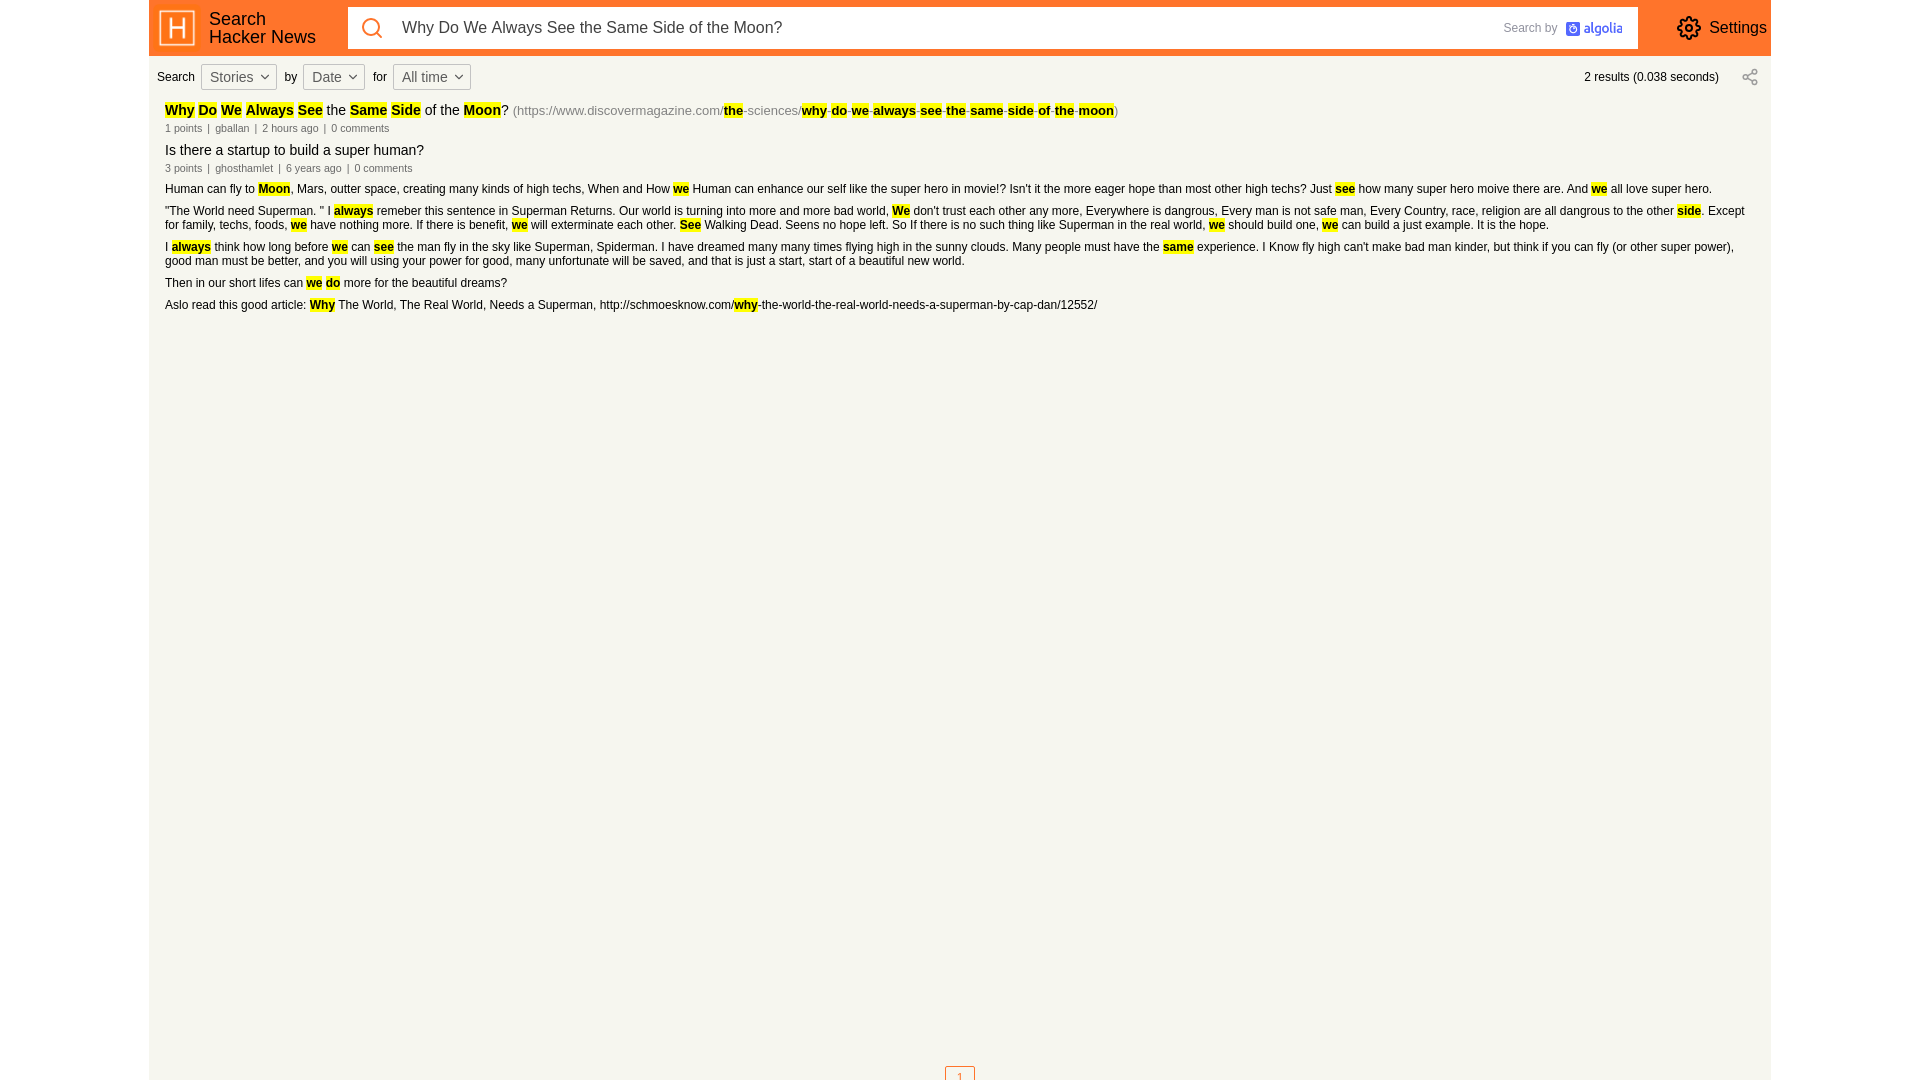 Search
Hacker News
Why Do We Always See the Same Side of the Moon?
Search by algolia
Settings
Search Stories by Date for All time
2 results (0.038 seconds)
Why Do We Always See the Same Side of the Moon? (https://www.discovermagazine.com/the-sciences/why-do-we-always-see-the-same-side-of-the-moon)
1 points | gballan | 2 hours ago | 0 comments
Is there a startup to build a super human?
3 points | ghosthamlet | 6 years ago | 0 comments
Human can fly to Moon, Mars, outter space, creating many kinds of high techs, When and How we Human can enhance our self like the super hero in movie!? Isn't it the more eager hope than most other high techs? Just see how many super hero moive there are. And we all love super hero.
"The World need Superman. " I always remeber this sentence in Superman Returns. Our world is turning into more and more bad world, We don't trust each other any more, Everywhere is dangrous, Every man is not safe man, Every Country, race, religion are all dangrous to the other side. Except
for family, techs, foods, we have nothing more. If there is benefit, we will exterminate each other. See Walking Dead. Seens no hope left. So If there is no such thing like Superman in the real world, we should build one, we can build a just example. It is the hope.
I always think how long before we can see the man fly in the sky like Superman, Spiderman. I have dreamed many many times flying high in the sunny clouds. Many people must have the same experience. I Know fly high can't make bad man kinder, but think if you can fly (or other super power),
good man must be better, and you will using your power for good, many unfortunate will be saved, and that is just a start, start of a beautiful new world.
Then in our short lifes can we do more for the beautiful dreams?
Aslo read this good article: Why The World, The Real World, Needs a Superman, http://schmoesknow.com/why-the-world-the-real-world-needs-a-superman-by-cap-dan/12552/
1